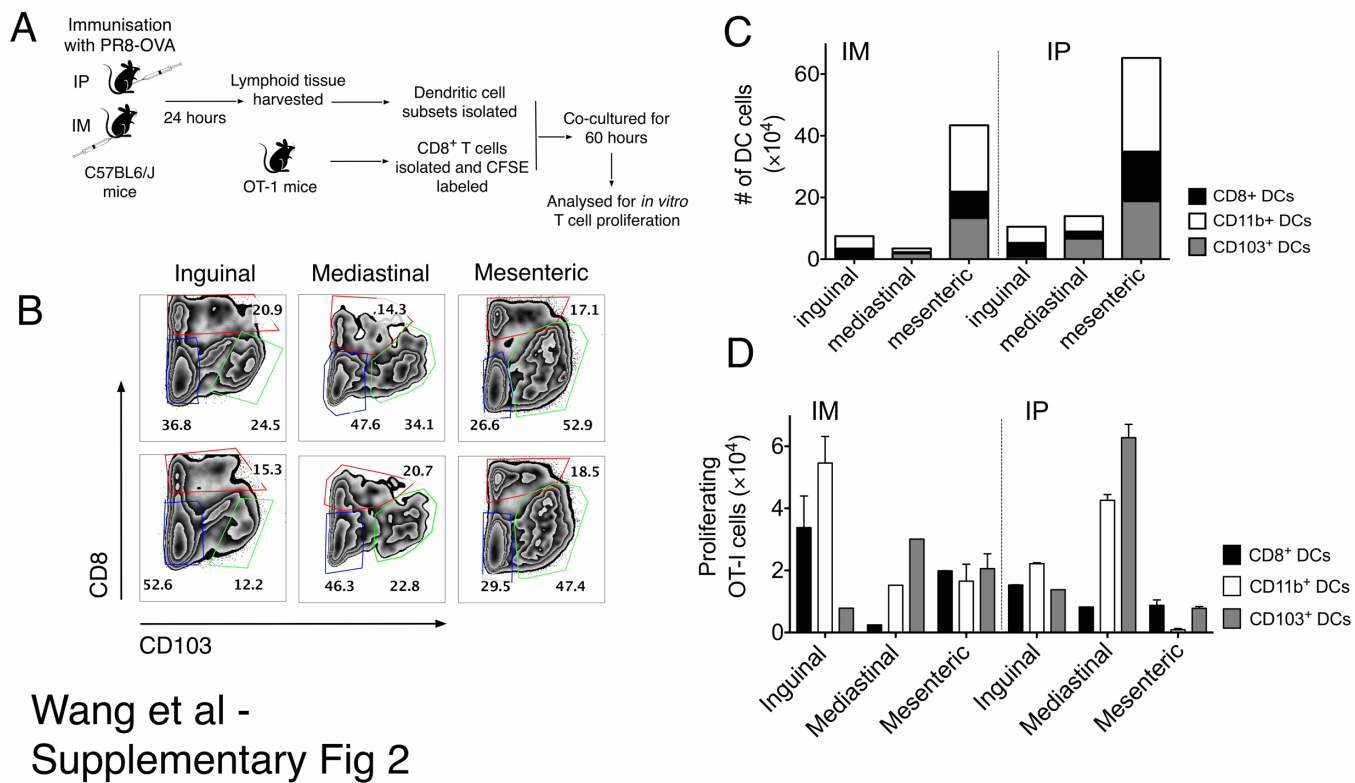 A
Immunisation
with PR8-OVA
IP
IM
C57BL6/J
mice
24 hours
Lymphoid tissue
harvested
OT-1 mice
Dendritic cell
subsets isolated
CD8+ T cells
isolated and CFSE
labeled
Co-cultured for
60 hours
Analysed for in vitro
T cell proliferation
B
Inguinal Mediastinal Mesenteric
20.9 14.3 17.1
36.8 24.5 47.6 34.1 26.6 52.9
15.3 20.7 18.5
52.6 12.2 46.3 22.8 29.5 47.4
CD8
CD103
C
IM IP
# of DC cells
(×10⁴)
60
40
20
0
inguinal
mediastinal
mesenteric
inguinal
mediastinal
mesenteric
CD8+ DCs
CD11b+ DCs
CD103⁺ DCs
D
IM IP
Proliferating
OT-I cells (×10⁴)
6
4
2
0
Inguinal
Mediastinal
Mesenteric
Inguinal
Mediastinal
Mesenteric
CD8⁺ DCs
CD11b⁺ DCs
CD103⁺ DCs
Wang et al -
Supplementary Fig 2